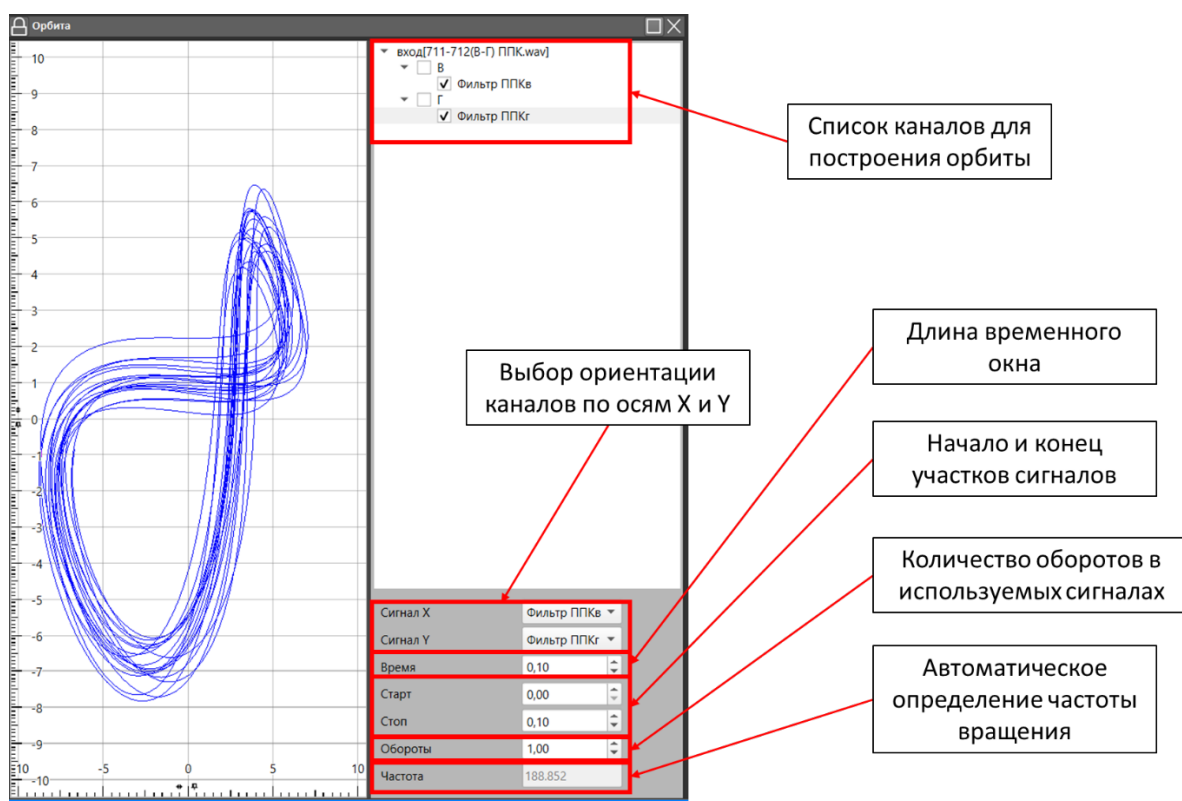 Орбита
вход[711-712(В-Г) ППК.wav]
В
Фильтр ППКв
Г
Фильтр ППКг
Список каналов для
построения орбиты
Длина временного
окна
Выбор ориентации
каналов по осям X и Y
Начало и конец
участков сигналов
Количество оборотов в
используемых сигналах
Автоматическое
определение частоты
вращения
Сигнал X
Фильтр ППКв
Сигнал Y
Фильтр ППКг
Время
0,10
Старт
0,00
Стоп
0,10
Обороты
1,00
Частота
188.852
10
9
8
7
6
5
4
3
2
1
0
-1
-2
-3
-4
-5
-6
-7
-8
-9
-10
-10
-5
0
5
10